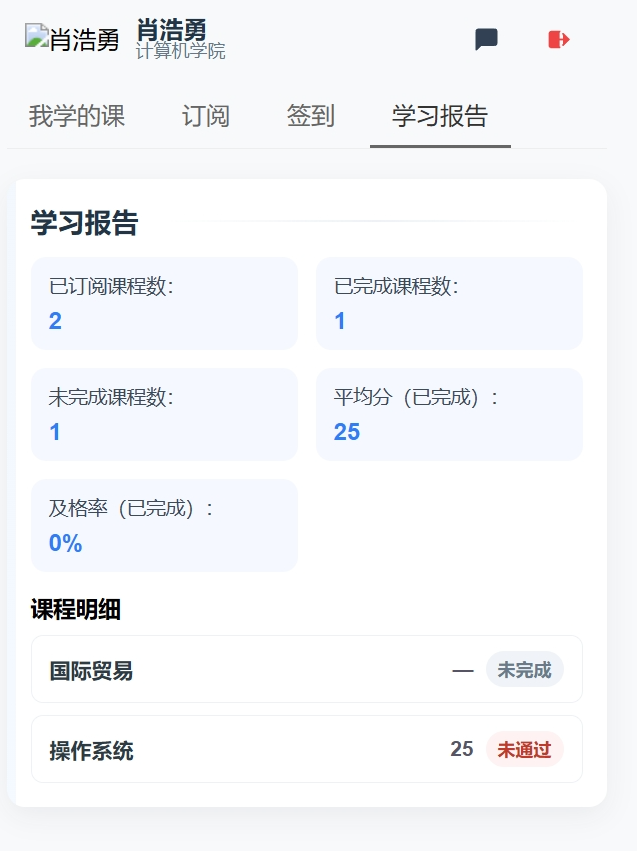 肖浩勇
肖浩勇
计算机学院
我学的课 订阅 签到 学习报告
学习报告
已订阅课程数： 已完成课程数：
2 1
未完成课程数： 平均分（已完成）：
1 25
及格率（已完成）：
0%
课程明细
国际贸易 — 未完成
操作系统 25 未通过